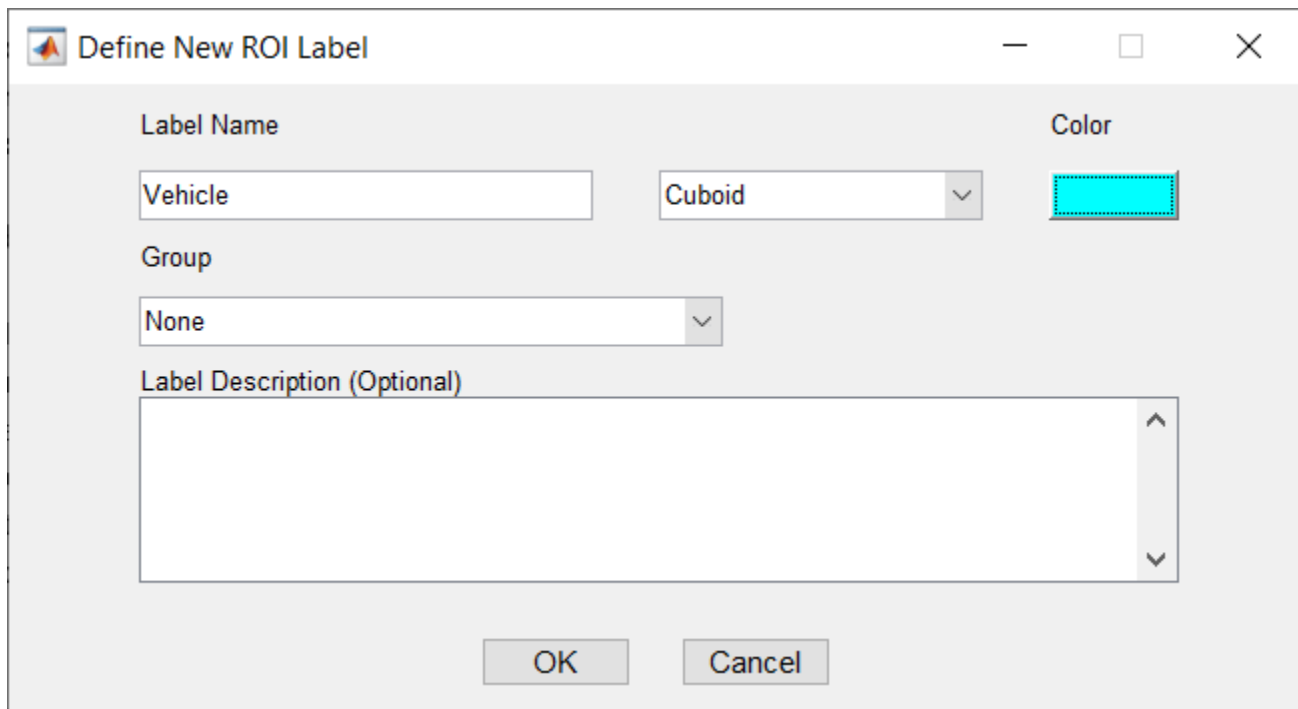 Define New ROI Label
Label Name Color
Vehicle Cuboid
Group
None
Label Description (Optional)
OK Cancel